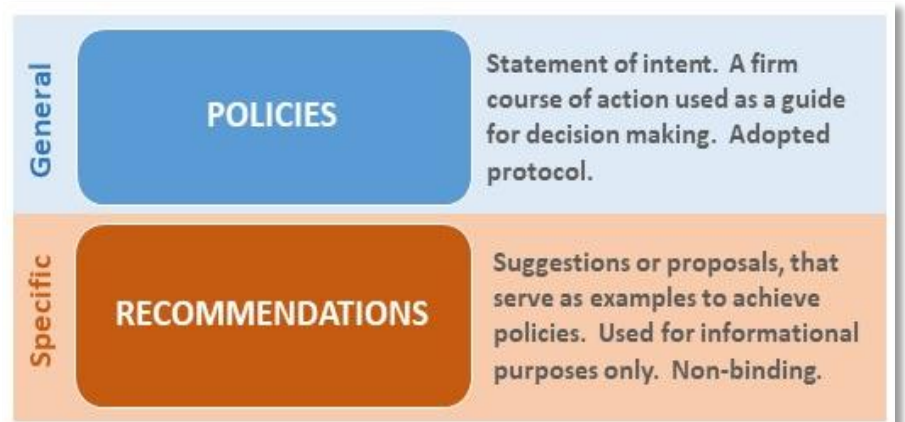 General
POLICIES
Statement of intent. A firm
course of action used as a guide
for decision making. Adopted
protocol.
Specific
RECOMMENDATIONS
Suggestions or proposals, that
serve as examples to achieve
policies. Used for informational
purposes only. Non-binding.